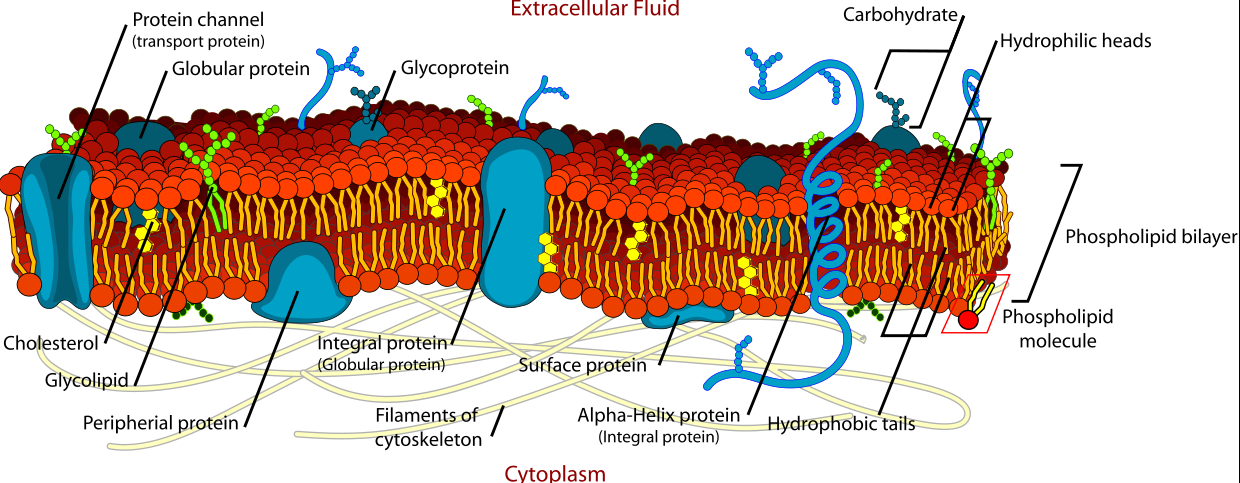 Extracellular Fluid
Protein channel
(transport protein)
Globular protein
Glycoprotein
Carbohydrate
Hydrophilic heads
Phospholipid bilayer
Phospholipid
molecule
Cholesterol
Glycolipid
Peripherial protein
Integral protein
(Globular protein)
Filaments of
cytoskeleton
Surface protein
Alpha-Helix protein
(Integral protein)
Hydrophobic tails
Cytoplasm